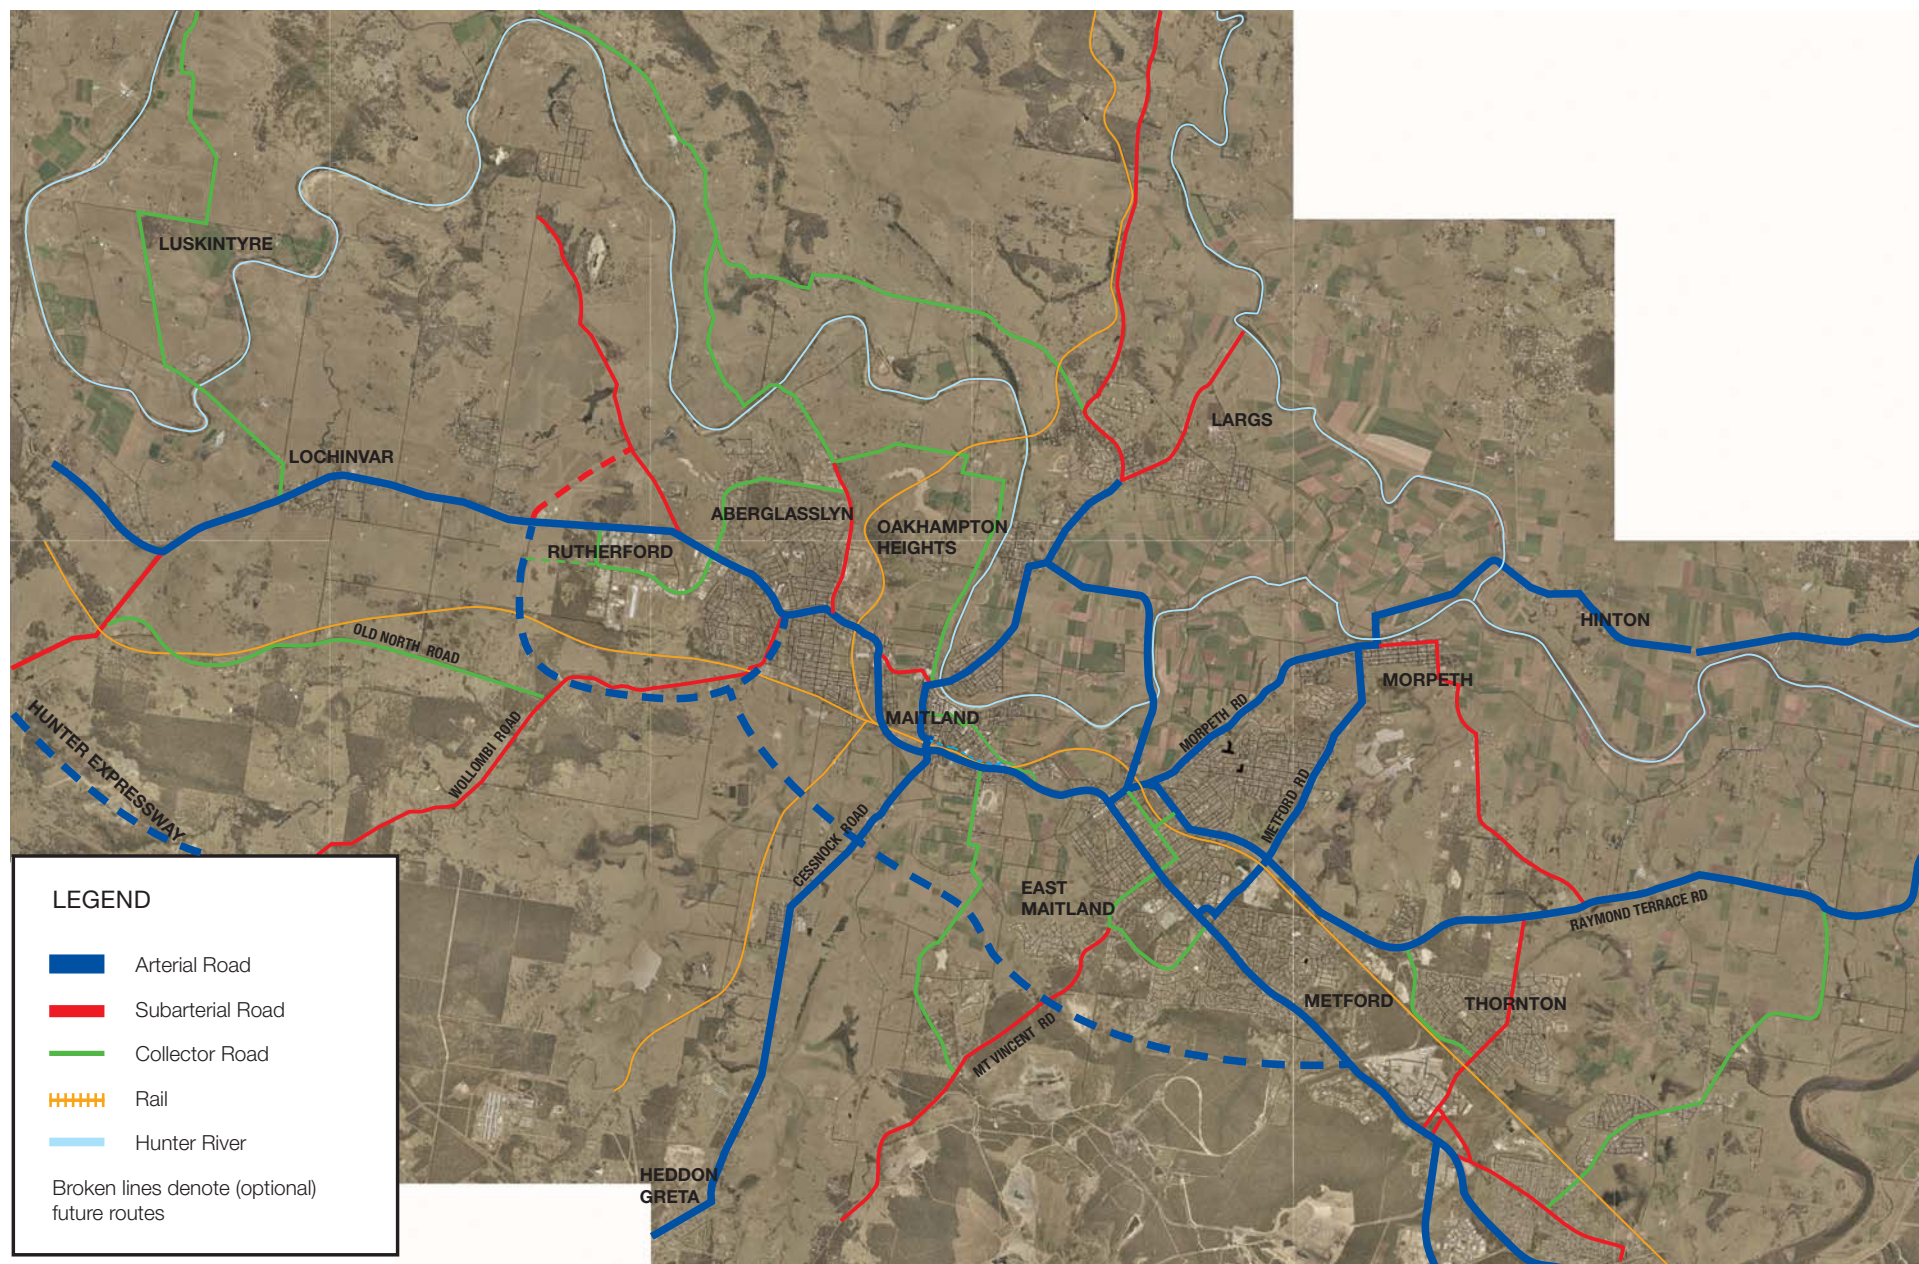 LUSKINTYRE
LARGS
LOCHINVAR
ABERGLASSLYN
OAKHAMPTON
HEIGHTS
RUTHERFORD
HINTON
OLD NORTH ROAD
MORPETH
MAITLAND
MORPETH RD
HUNTER EXPRESSWAY
WOLLOMBI ROAD
METFORD RD
CESSNOCK ROAD
EAST
MAITLAND
RAYMOND TERRACE RD
METFORD
THORNTON
MT VINCENT RD
HEDDON
GRETA
LEGEND
Arterial Road
Subarterial Road
Collector Road
Rail
Hunter River
Broken lines denote (optional)
future routes